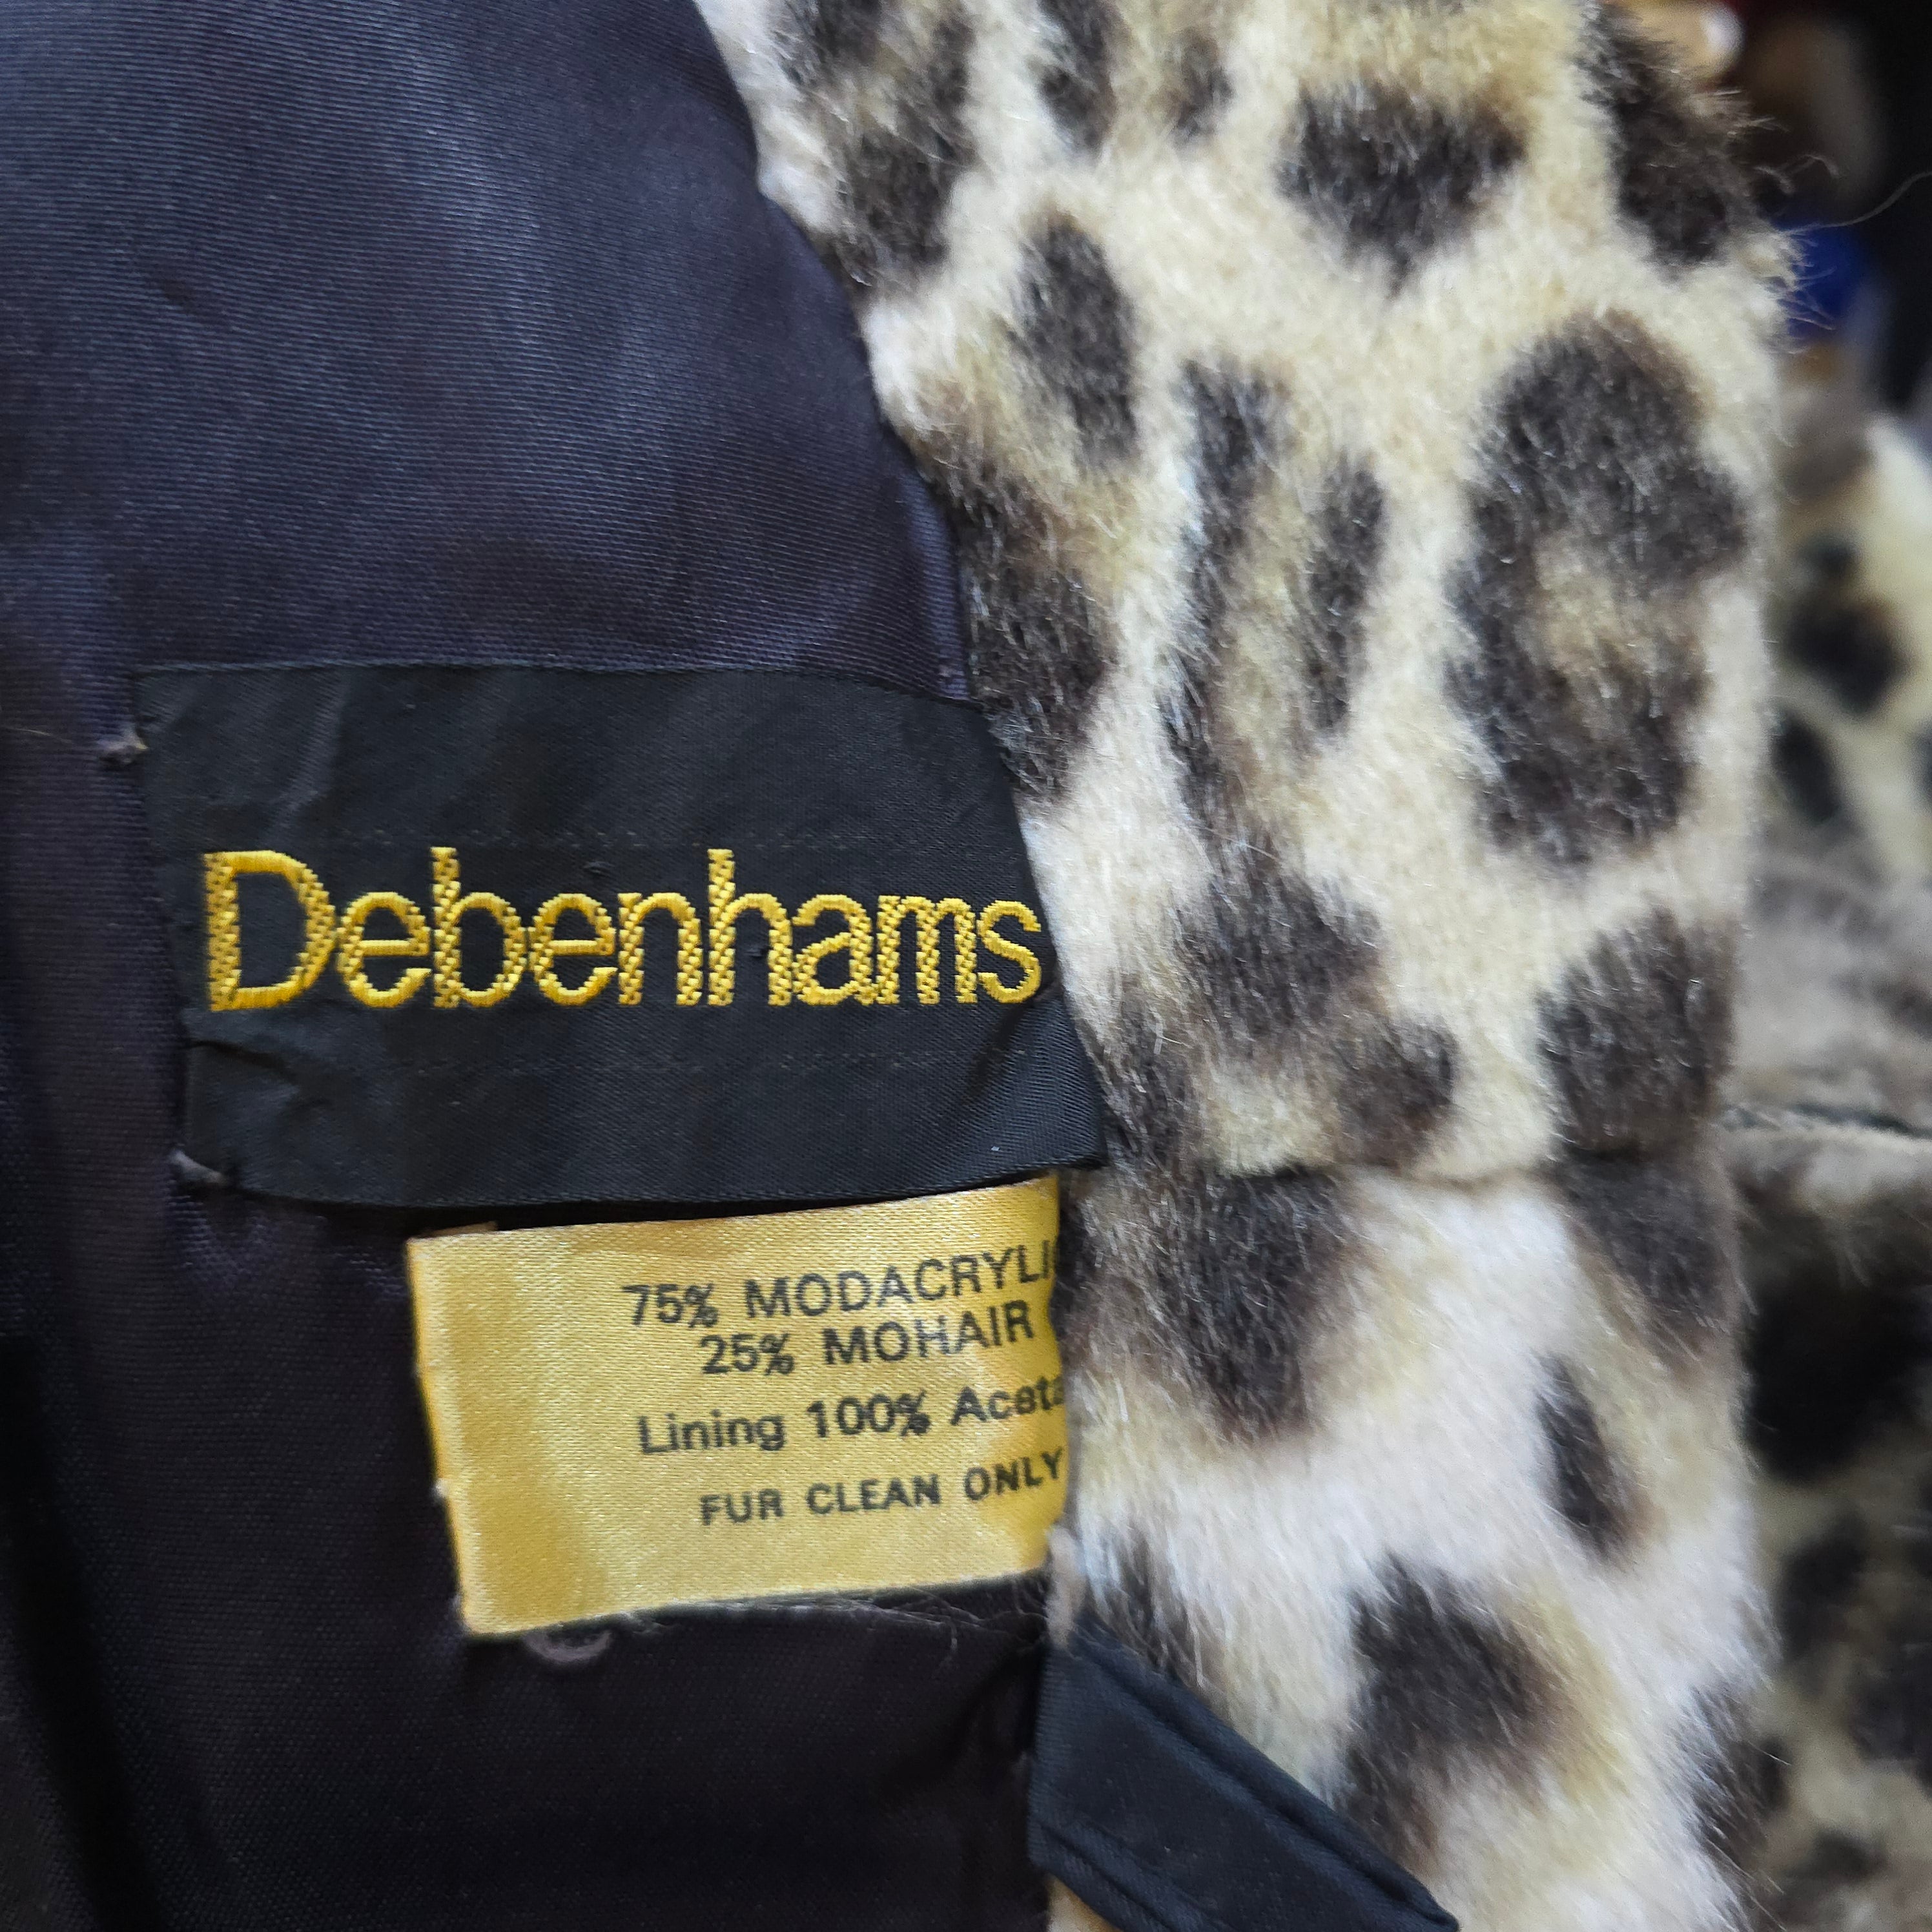 Debenhams
75% MODACRYLI
25% MOHAIR
Lining 100% Aceta
FUR CLEAN ONLY